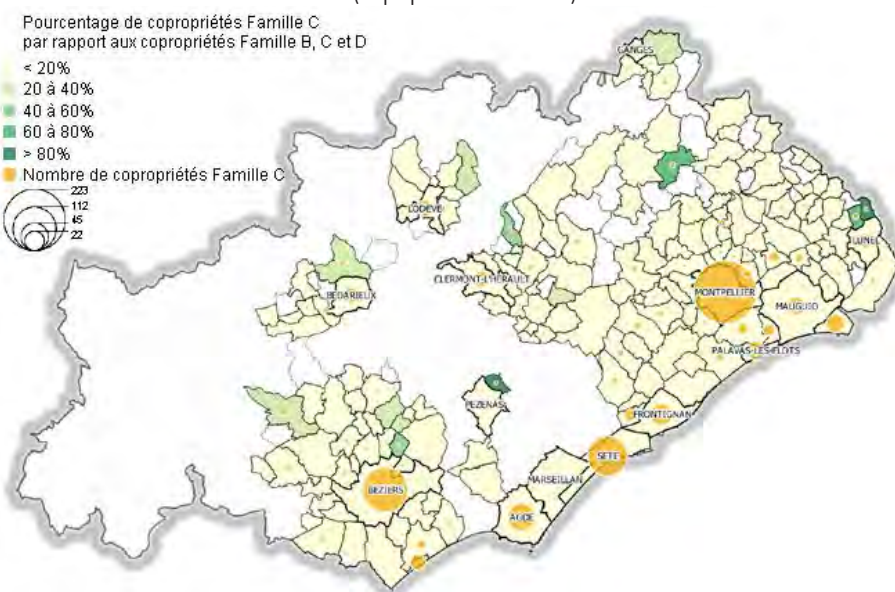 Pourcentage de copropriétés Famille C
par rapport aux copropriétés Famille B, C et D
< 20%
20 à 40%
40 à 60%
60 à 80%
> 80%
Nombre de copropriétés Famille C
223
112
45
22
GANGES
LODEVE
LUNEL
CLERMONT-L'HERAULT
BEDARIEUX
MONTPELLIER
MAUGUIO
PALAVAS-LES-FLOTS
PEZENAS
FRONTIGNAN
SETE
MARSEILLAN
BEZIERS
AGDE